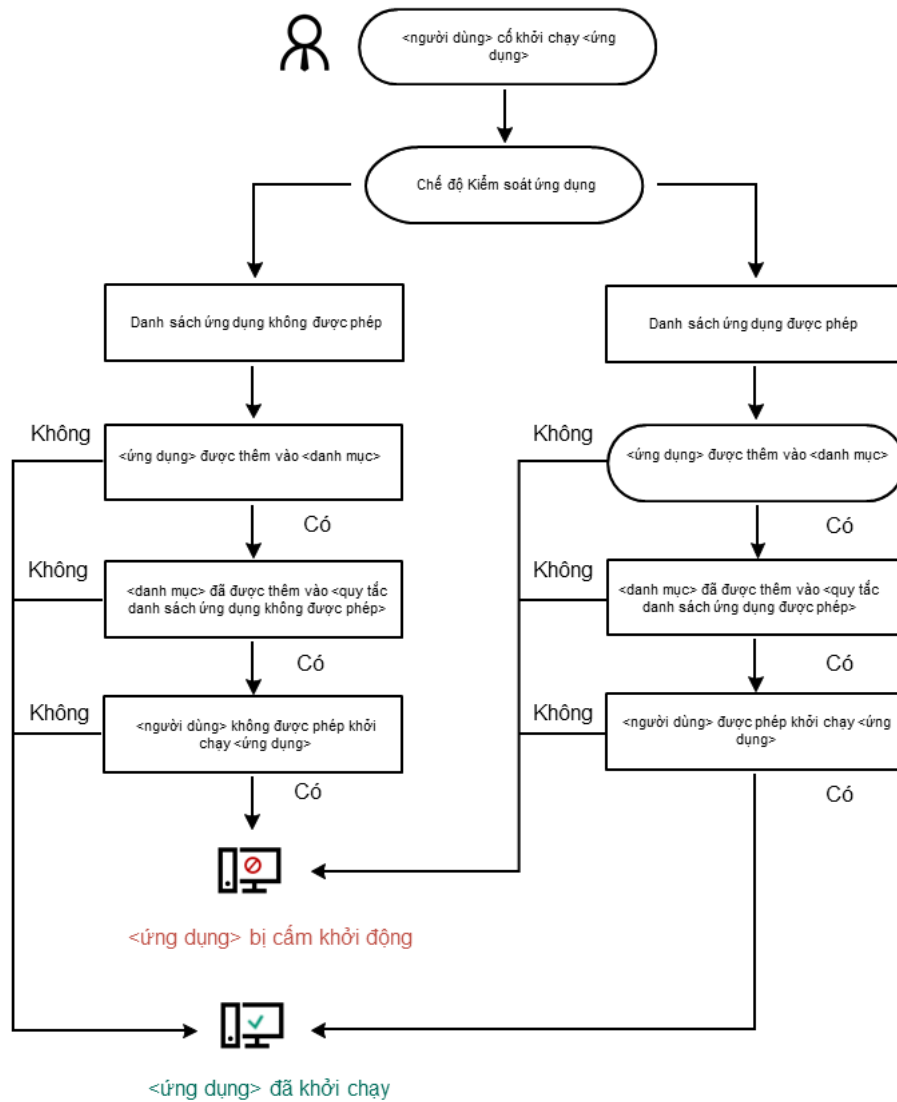 <người dùng> cố khởi chạy <ứng
dụng>
Chế độ Kiểm soát ứng dụng
Danh sách ứng dụng không được phép
Danh sách ứng dụng được phép
Không
<ứng dụng> được thêm vào <danh mục>
Không
<ứng dụng> được thêm vào <danh mục>
Có
Có
Không
<danh mục> đã được thêm vào <quy tắc
danh sách ứng dụng không được phép>
Không
<danh mục> đã được thêm vào <quy tắc
danh sách ứng dụng được phép>
Có
Có
Không
<người dùng> không được phép khởi
chạy <ứng dụng>
Không
<người dùng> được phép khởi chạy <ứng
dụng>
Có
Có
<ứng dụng> bị cấm khởi động
<ứng dụng> đã khởi chạy